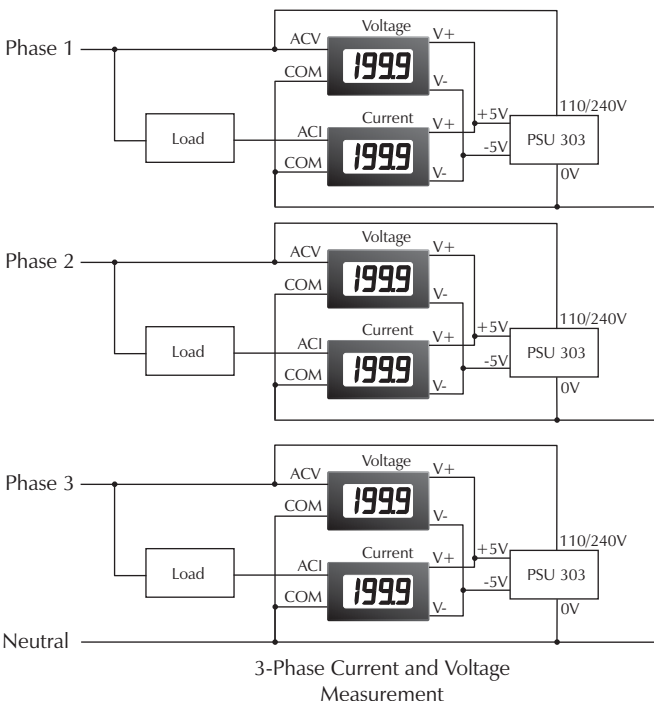 Voltage
Phase 1
ACV
V+
199.9
COM
V-
110/240V
Current
+5V
Load
ACI
V+
199.9
PSU 303
-5V
COM
V-
0V
Voltage
Phase 2
ACV
V+
199.9
COM
V-
110/240V
Current
+5V
Load
ACI
V+
199.9
PSU 303
-5V
COM
V-
0V
Voltage
Phase 3
ACV
V+
199.9
COM
V-
110/240V
Current
+5V
Load
ACI
V+
199.9
PSU 303
-5V
COM
V-
0V
Neutral
3-Phase Current and Voltage
Measurement